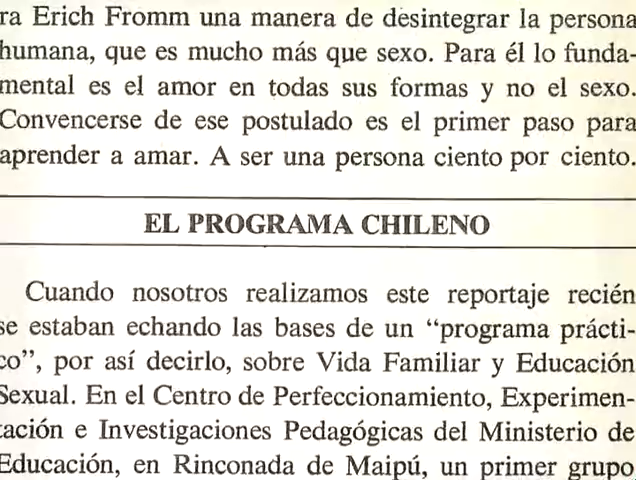 ra Erich Fromm una manera de desintegrar la persona
humana, que es mucho más que sexo. Para él lo funda-
mental es el amor en todas sus formas y no el sexo.
Convencerse de ese postulado es el primer paso para
aprender a amar. A ser una persona ciento por ciento.
EL PROGRAMA CHILENO
Cuando nosotros realizamos este reportaje recién
se estaban echando las bases de un “programa prácti-
co”, por así decirlo, sobre Vida Familiar y Educación
Sexual. En el Centro de Perfeccionamiento, Experimen-
tación e Investigaciones Pedagógicas del Ministerio de
Educación, en Rinconada de Maipú, un primer grupo